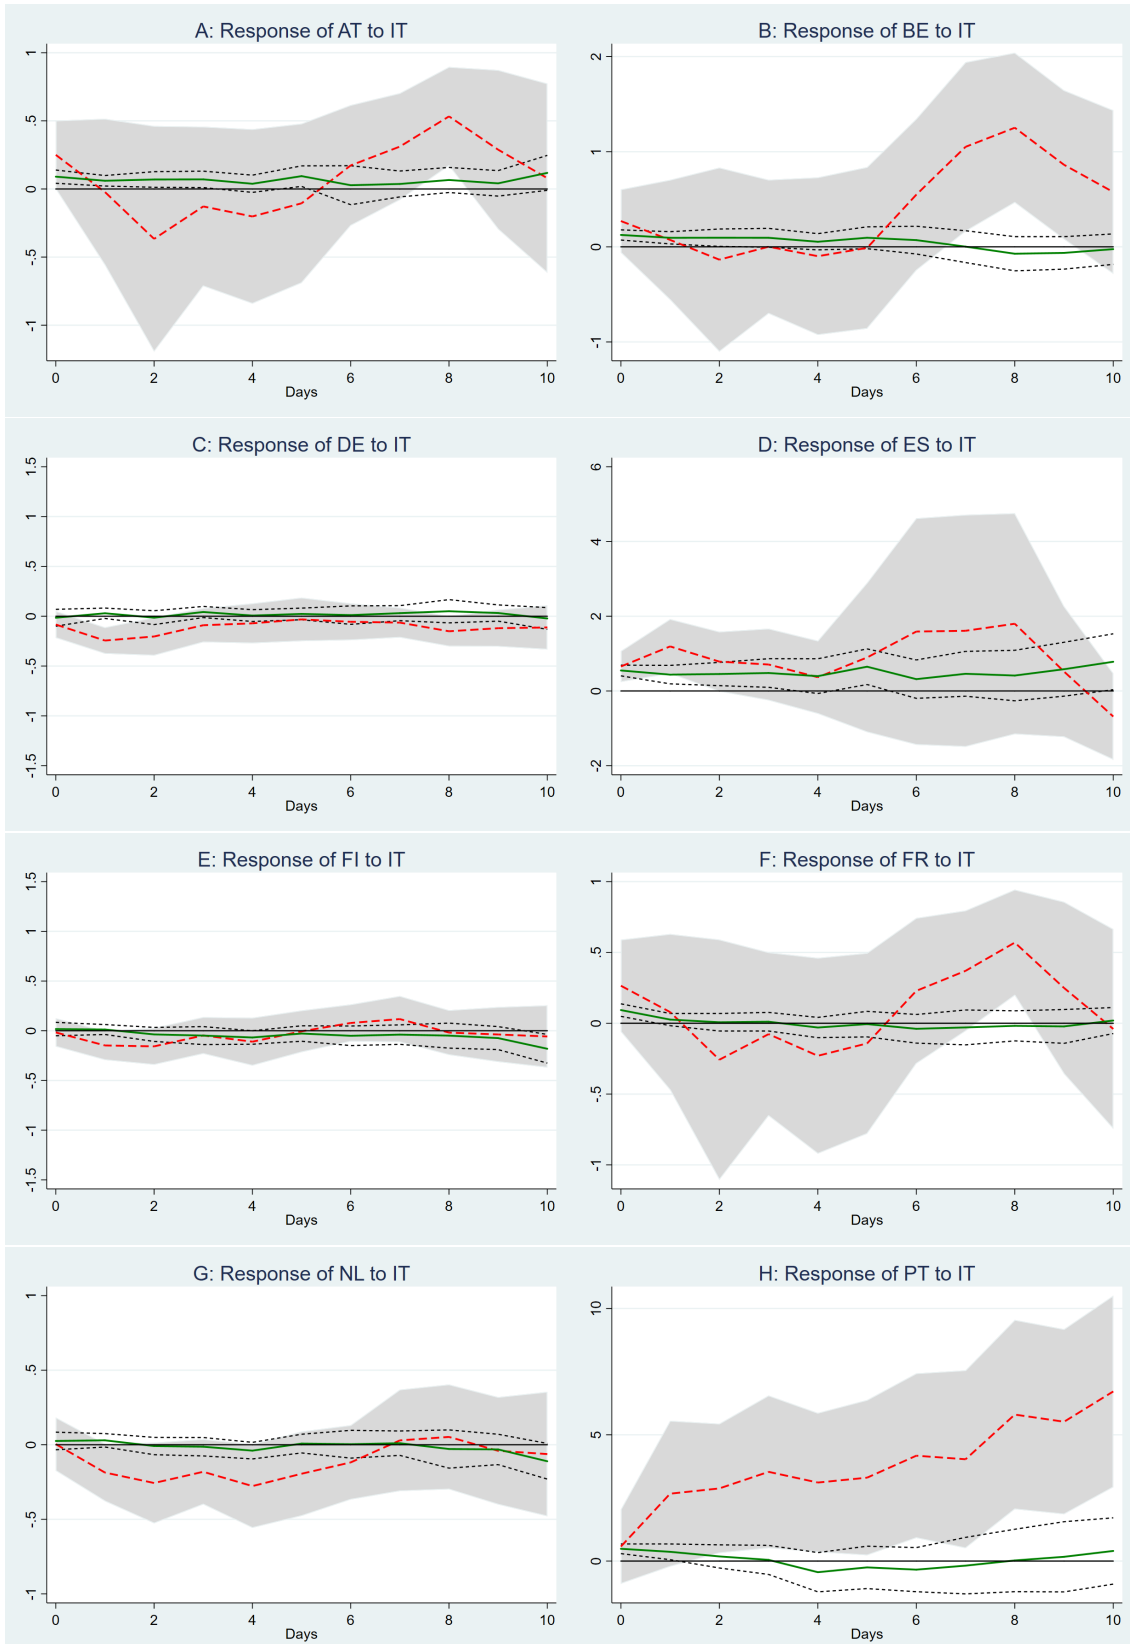 A: Response of AT to IT
1
.5
0
-.5
-1
0 2 4 6 8 10
Days
B: Response of BE to IT
2
1
0
-1
0 2 4 6 8 10
Days
C: Response of DE to IT
1.5
1
.5
0
-.5
-1
-1.5
0 2 4 6 8 10
Days
D: Response of ES to IT
6
4
2
0
-2
0 2 4 6 8 10
Days
E: Response of FI to IT
1.5
1
.5
0
-.5
-1
-1.5
0 2 4 6 8 10
Days
F: Response of FR to IT
1
.5
0
-.5
-1
0 2 4 6 8 10
Days
G: Response of NL to IT
1
.5
0
-.5
-1
0 2 4 6 8 10
Days
H: Response of PT to IT
10
5
0
0 2 4 6 8 10
Days